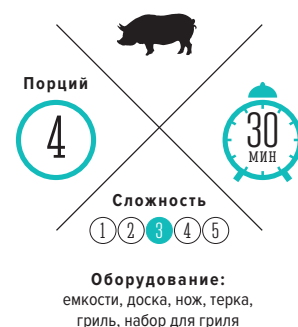 Порций
4
30
МИН
Сложность
1 2 3 4 5
Оборудование:
емкости, доска, нож, терка,
гриль, набор для гриля